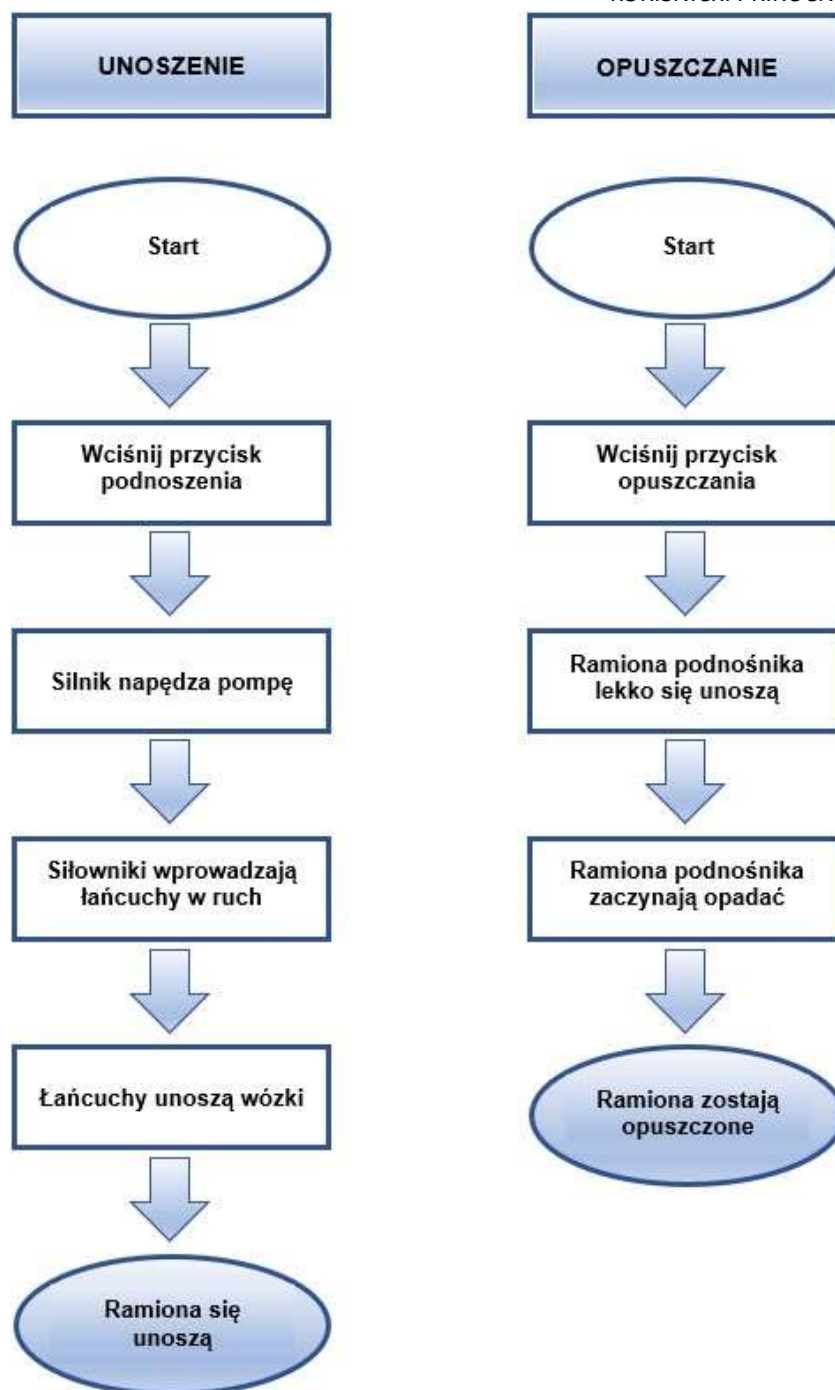 UNOSZENIE
Start
Wciśnij przycisk
podnoszenia
Silnik napędza pompę
Siłowniki wprowadzają
łańcuchy w ruch
Łańcuchy unoszą wózki
Ramiona się
unoszą
OPUSZCZANIE
Start
Wciśnij przycisk
opuszczania
Ramiona podnośnika
lekko się unoszą
Ramiona podnośnika
zaczynają opadać
Ramiona zostają
opuszczone